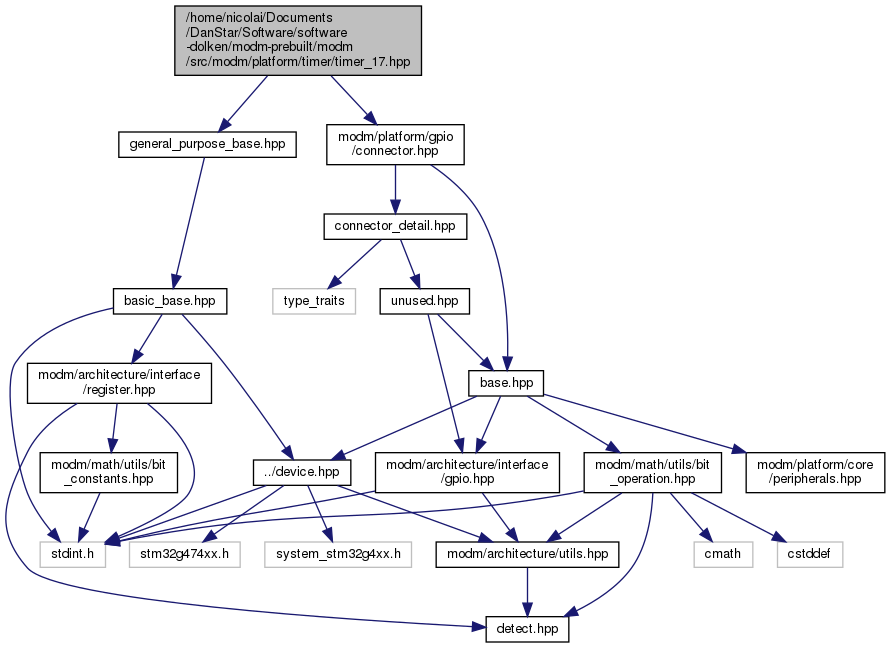 /home/nicolai/Documents
/DanStar/Software/software
-dolken/modm-prebuilt/modm
/src/modm/platform/timer/timer_17.hpp
general_purpose_base.hpp
modm/platform/gpio
/connector.hpp
connector_detail.hpp
basic_base.hpp
type_traits
unused.hpp
modm/architecture/interface
/register.hpp
base.hpp
modm/math/utils/bit
_constants.hpp
../device.hpp
modm/architecture/interface
/gpio.hpp
modm/math/utils/bit
_operation.hpp
modm/platform/core
/peripherals.hpp
stdint.h
stm32g474xx.h
system_stm32g4xx.h
modm/architecture/utils.hpp
cmath
cstddef
detect.hpp